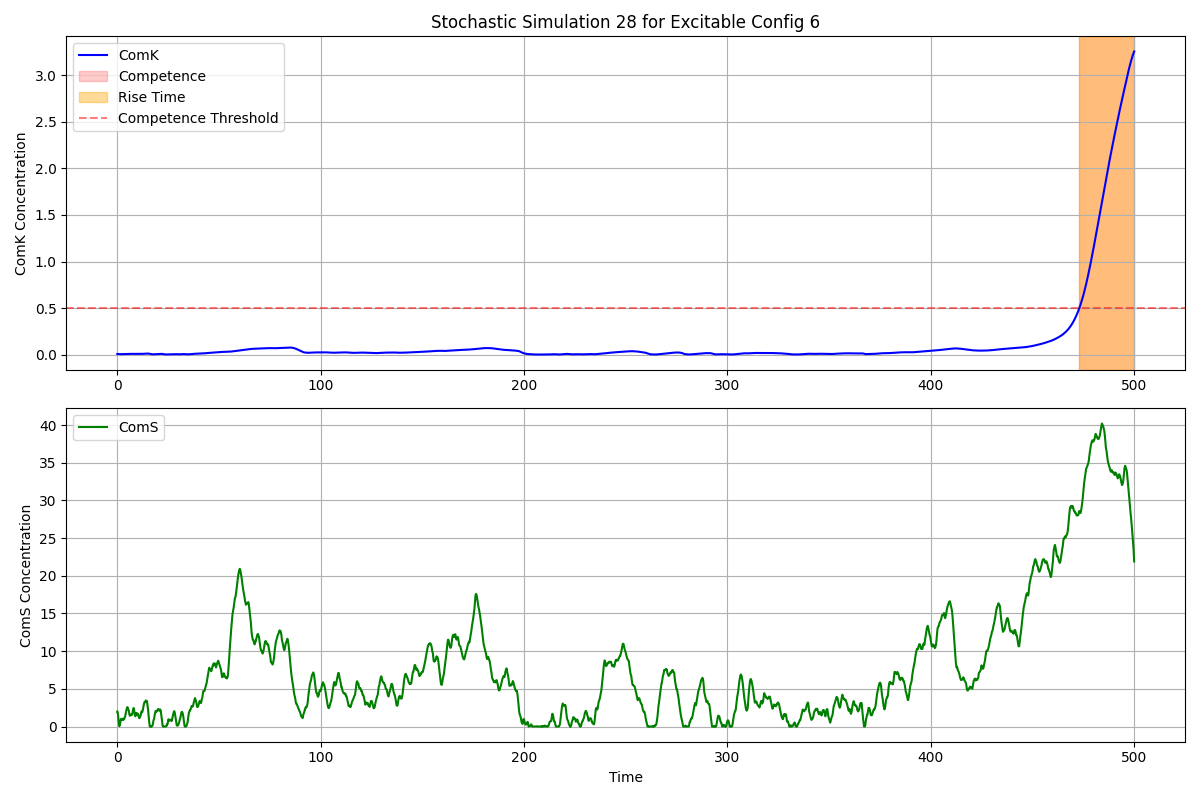 Stochastic Simulation 28 for Excitable Config 6
ComK
Competence
Rise Time
Competence Threshold
ComK Concentration
3.0
2.5
2.0
1.5
1.0
0.5
0.0
0 100 200 300 400 500
ComS
ComS Concentration
40
35
30
25
20
15
10
5
0
0 100 200 300 400 500
Time